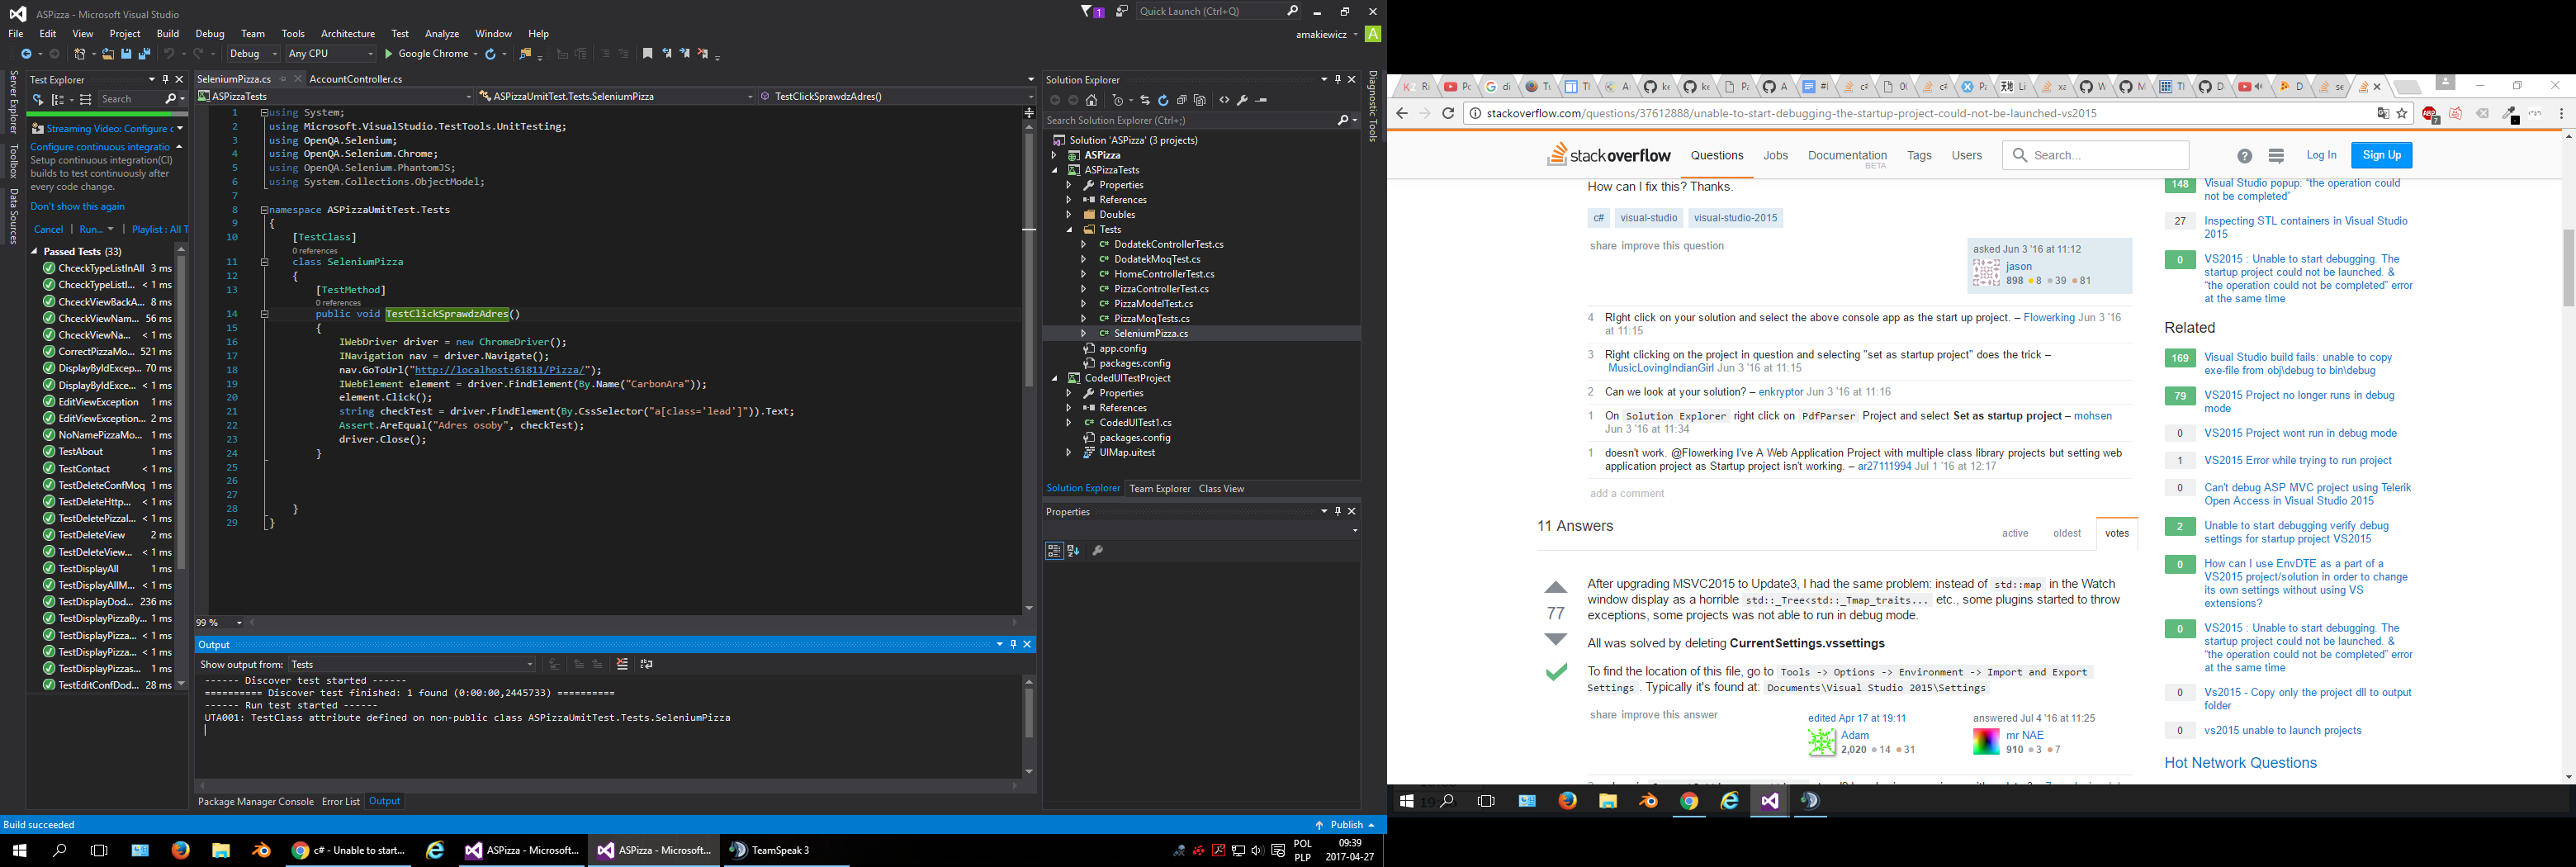 ASPizza - Microsoft Visual Studio
1
Quick Launch (Ctrl+Q)
File Edit View Project Build Debug Team Tools Architecture Test Analyze Window Help
amakiewicz A
Debug Any CPU Google Chrome
Server Explorer
Toolbox
Data Sources
Test Explorer
Search
Streaming Video: Configure c
Configure continuous integratio
Setup continuous integration(CI)
builds to test continuously after
every code change.
Don't show this again
Cancel | Run... | Playlist : All T
Passed Tests (33)
ChceckTypeListInAll 3 ms
ChceckTypeListI... < 1 ms
ChceckViewBackA... 8 ms
ChceckViewNam... 56 ms
ChceckViewNa... < 1 ms
CorrectPizzaMo... 521 ms
DisplayByIdExcep... 70 ms
DisplayByIdExce... < 1 ms
EditViewException 1 ms
EditViewException... 2 ms
NoNamePizzaMo... 1 ms
TestAbout 1 ms
TestContact < 1 ms
TestDeleteConfMoq 1 ms
TestDeleteHttp... < 1 ms
TestDeletePizzaI... < 1 ms
TestDeleteView 2 ms
TestDeleteView... < 1 ms
TestDisplayAll 1 ms
TestDisplayAllM... < 1 ms
TestDisplayDod... 236 ms
TestDisplayPizzaBy... 1 ms
TestDisplayPizza... < 1 ms
TestDisplayPizza... < 1 ms
TestDisplayPizzas... 1 ms
TestEditConfDod... 28 ms
SeleniumPizza.cs AccountController.cs
ASPizzaTests ASPizzaUmitTest.Tests.SeleniumPizza TestClickSprawdzAdres()
1 using System;
2 using Microsoft.VisualStudio.TestTools.UnitTesting;
3 using OpenQA.Selenium;
4 using OpenQA.Selenium.Chrome;
5 using OpenQA.Selenium.PhantomJS;
6 using System.Collections.ObjectModel;
7
8 namespace ASPizzaUmitTest.Tests
9 {
10 [TestClass]
0 references
11 class SeleniumPizza
12 {
13 [TestMethod]
0 references
14 public void TestClickSprawdzAdres()
15 {
16 IWebDriver driver = new ChromeDriver();
17 INavigation nav = driver.Navigate();
18 nav.GoToUrl("http://localhost:61811/Pizza/");
19 IWebElement element = driver.FindElement(By.Name("CarbonAra"));
20 element.Click();
21 string checkTest = driver.FindElement(By.CssSelector("a[class='lead']")).Text;
22 Assert.AreEqual("Adres osoby", checkTest);
23 driver.Close();
24 }
25
26
27
28 }
29 }
99 %
Output
Show output from: Tests
------ Discover test started ------
========== Discover test finished: 1 found (0:00:00,2445733) ==========
------ Run test started ------
UTA001: TestClass attribute defined on non-public class ASPizzaUmitTest.Tests.SeleniumPizza
Package Manager Console Error List Output
Solution Explorer
Search Solution Explorer (Ctrl+;)
Solution 'ASPizza' (3 projects)
ASPizza
ASPizzaTests
Properties
References
Doubles
Tests
DodatekControllerTest.cs
DodatekMoqTest.cs
HomeControllerTest.cs
PizzaControllerTest.cs
PizzaModelTest.cs
PizzaMoqTests.cs
SeleniumPizza.cs
app.config
packages.config
CodedUITestProject
Properties
References
CodedUITest1.cs
packages.config
UIMap.uitest
Solution Explorer Team Explorer Class View
Properties
Diagnostic Tools
Build succeeded
Publish
c# - Unable to start... ASPizza - Microsoft... ASPizza - Microsoft... TeamSpeak 3
POL
PLP
09:39
2017-04-27
stackoverflow.com/questions/37612888/unable-to-start-debugging-the-startup-project-could-not-be-launched-vs2015
stackoverflow Questions Jobs Documentation BETA Tags Users Search... Log In Sign Up
How can I fix this? Thanks.
c# visual-studio visual-studio-2015
share improve this question
asked Jun 3 '16 at 11:12
jason
898 8 39 81
4 RIght click on your solution and select the above console app as the start up project. – Flowerking Jun 3 '16
at 11:15
3 Right clicking on the project in question and selecting "set as startup project" does the trick –
MusicLovingIndianGirl Jun 3 '16 at 11:15
2 Can we look at your solution? – enkryptor Jun 3 '16 at 11:16
1 On Solution Explorer right click on PdfParser Project and select Set as startup project – mohsen
Jun 3 '16 at 11:34
1 doesn't work. @Flowerking I've A Web Application Project with multiple class library projects but setting web
application project as Startup project isn't working. – ar27111994 Jul 1 '16 at 12:17
add a comment
11 Answers
active oldest votes
77
After upgrading MSVC2015 to Update3, I had the same problem: instead of std::map in the Watch
window display as a horrible std::_Tree<std::_Tmap_traits... etc., some plugins started to throw
exceptions, some projects was not able to run in debug mode.
All was solved by deleting CurrentSettings.vssettings
To find the location of this file, go to Tools -> Options -> Environment -> Import and Export
Settings . Typically it's found at: Documents\Visual Studio 2015\Settings
share improve this answer
edited Apr 17 at 19:11
Adam
2,020 14 31
answered Jul 4 '16 at 11:25
mr NAE
910 3 7
148 Visual Studio popup: "the operation could
not be completed"
27 Inspecting STL containers in Visual Studio
2015
0 VS2015 : Unable to start debugging. The
startup project could not be launched. &
"the operation could not be completed" error
at the same time
Related
169 Visual Studio build fails: unable to copy
exe-file from obj\debug to bin\debug
79 VS2015 Project no longer runs in debug
mode
0 VS2015 Project wont run in debug mode
1 VS2015 Error while trying to run project
0 Can't debug ASP MVC project using Telerik
Open Access in Visual Studio 2015
2 Unable to start debugging verify debug
settings for startup project VS2015
0 How can I use EnvDTE as a part of a
VS2015 project/solution in order to change
its own settings without using VS
extensions?
0 VS2015 : Unable to start debugging. The
startup project could not be launched. &
"the operation could not be completed" error
at the same time
0 Vs2015 - Copy only the project dll to output
folder
0 vs2015 unable to launch projects
Hot Network Questions